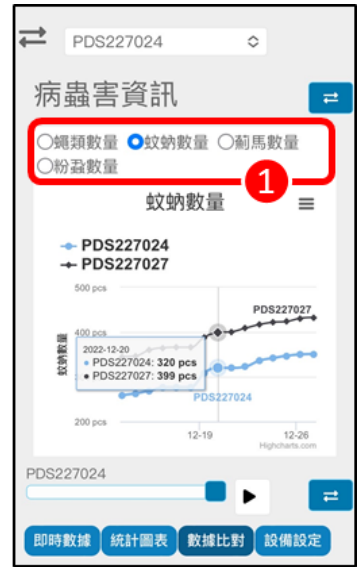 PDS227024
病蟲害資訊
蠅類數量 蚊蚋數量 薊馬數量
粉蝨數量
1
蚊蚋數量
PDS227024
PDS227027
500 pcs
PDS227027
400 pcs
蚊蚋數量
2022-12-20
PDS227024: 320 pcs
PDS227027: 399 pcs
PDS227024
200 pcs
12-19 12-26
Highcharts.com
PDS227024
即時數據 統計圖表 數據比對 設備設定